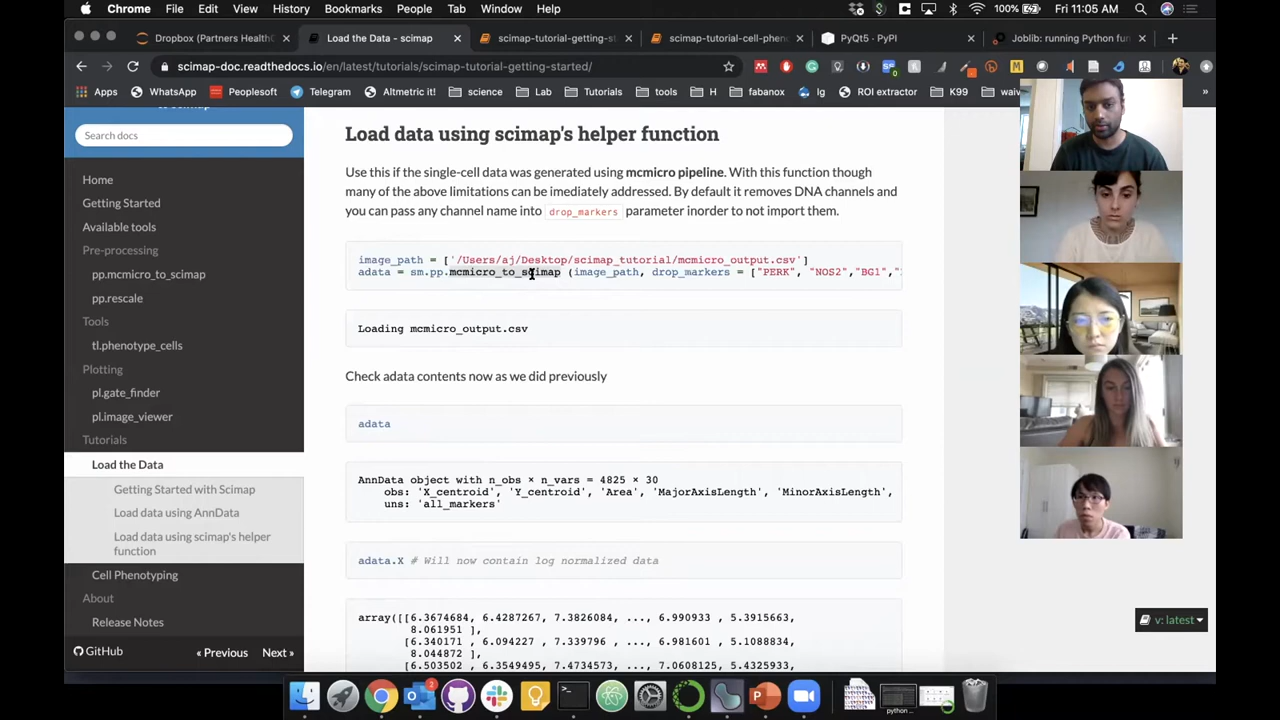 Chrome File Edit View History Bookmarks People Tab Window Help 100% Fri 11:05 AM
Dropbox (Partners HealthC
Load the Data - scimap
scimap-tutorial-getting-st
scimap-tutorial-cell-phen
PyQt5 · PyPI
Joblib: running Python fun
scimap-doc.readthedocs.io/en/latest/tutorials/scimap-tutorial-getting-started/
Apps WhatsApp Peoplesoft Telegram Altmetric it! science Lab Tutorials tools H fabanox Ig ROI extractor K99 waiv »
Search docs
Home
Getting Started
Available tools
Pre-processing
pp.mcmicro_to_scimap
pp.rescale
Tools
tl.phenotype_cells
Plotting
pl.gate_finder
pl.image_viewer
Tutorials
Load the Data
Getting Started with Scimap
Load data using AnnData
Load data using scimap's helper
function
Cell Phenotyping
About
Release Notes
GitHub « Previous Next »
Load data using scimap's helper function
Use this if the single-cell data was generated using mcmicro pipeline. With this function though
many of the above limitations can be imediately addressed. By default it removes DNA channels and
you can pass any channel name into drop_markers parameter inorder to not import them.
image_path = ['/Users/aj/Desktop/scimap_tutorial/mcmicro_output.csv']
adata = sm.pp.mcmicro_to_scimap (image_path, drop_markers = ["PERK", "NOS2","BG1","
Loading mcmicro_output.csv
Check adata contents now as we did previously
adata
AnnData object with n_obs × n_vars = 4825 × 30
obs: 'X_centroid', 'Y_centroid', 'Area', 'MajorAxisLength', 'MinorAxisLength',
uns: 'all_markers'
adata.X # Will now contain log normalized data
array([[6.3674684, 6.4287267, 7.3826084, ..., 6.990933 , 5.3915663,
8.061951 ],
[6.340171 , 6.094227 , 7.339796 , ..., 6.981601 , 5.1088834,
8.044872 ],
[6.503502 , 6.3549495, 7.4734573, ..., 7.0608125, 5.4325933,
v: latest
python ...